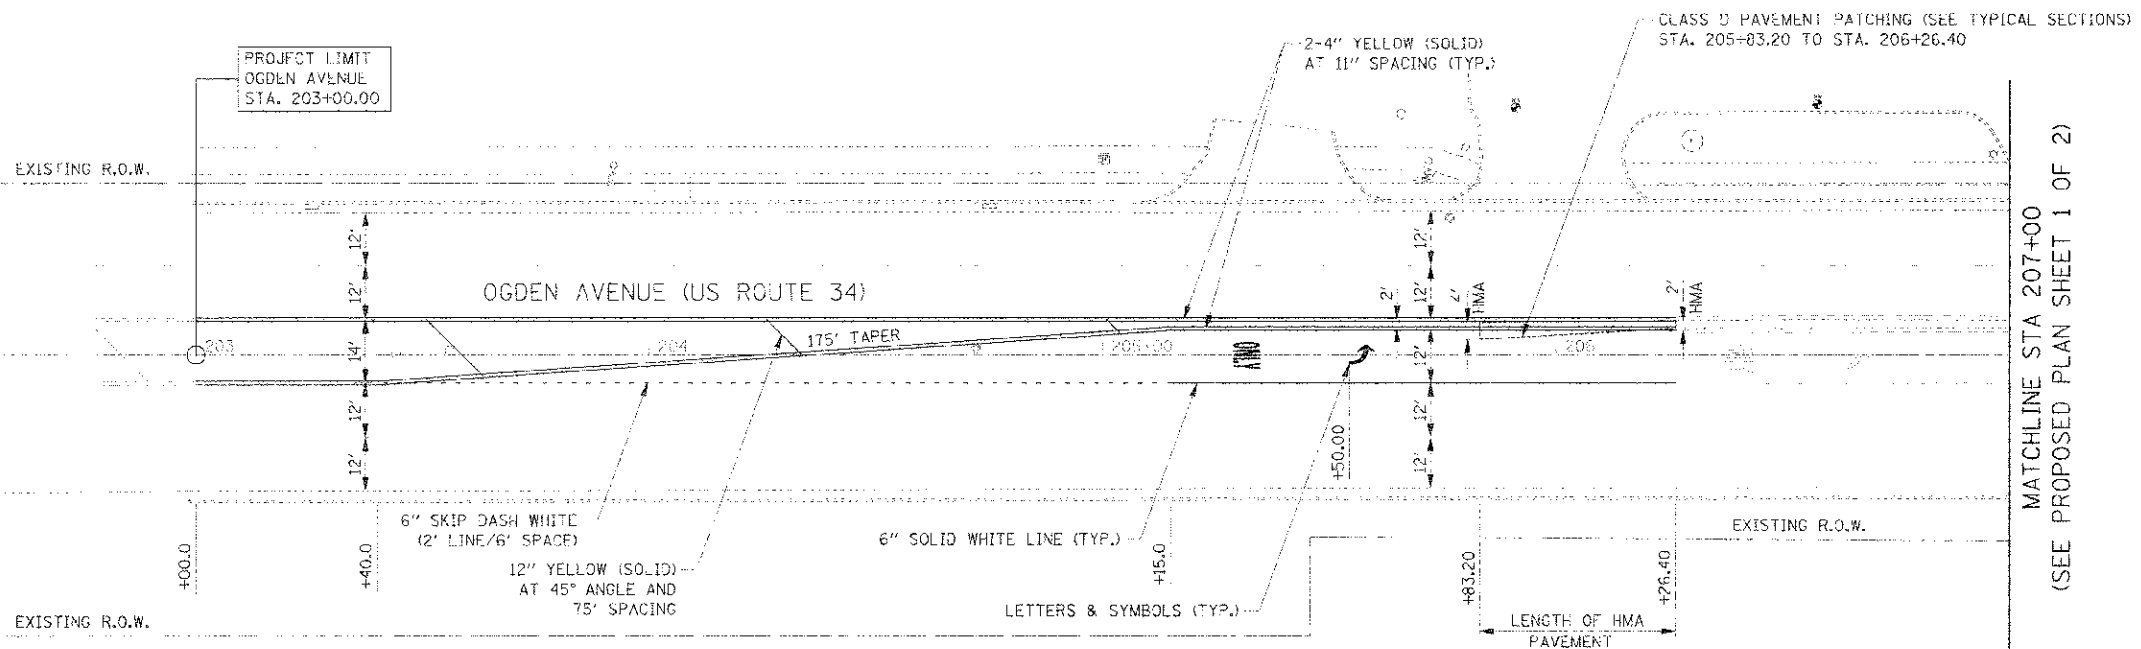 PROJECT LIMIT
OGDEN AVENUE
STA. 203+00.00
2-4" YELLOW (SOLID)
AT 11" SPACING (TYP.)
CLASS D PAVEMENT PATCHING (SEE TYPICAL SECTIONS)
STA. 205+83.20 TO STA. 206+26.40
EXISTING R.O.W.
12'
12'
14'
12'
12'
OGDEN AVENUE (US ROUTE 34)
175' TAPER
203
204
205+00
206
2'
12'
12'
12'
12'
12'
2'
HMA
2'
HMA
+50.00
6" SKIP DASH WHITE
(2' LINE/6' SPACE)
12" YELLOW (SOLID)
AT 45° ANGLE AND
75' SPACING
6" SOLID WHITE LINE (TYP.)
LETTERS & SYMBOLS (TYP.)
EXISTING R.O.W.
+00.0
+40.0
+15.0
+83.20
+26.40
LENGTH OF HMA
PAVEMENT
EXISTING R.O.W.
MATCHLINE STA 207+00
(SEE PROPOSED PLAN SHEET 1 OF 2)